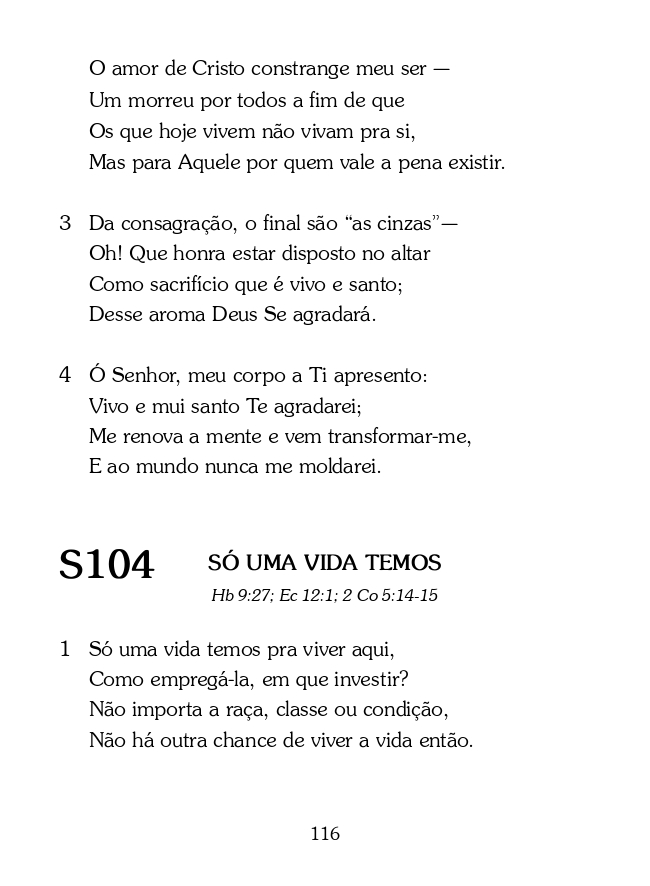 O amor de Cristo constrange meu ser —
Um morreu por todos a fim de que
Os que hoje vivem não vivam pra si,
Mas para Aquele por quem vale a pena existir.
3 Da consagração, o final são “as cinzas”—
Oh! Que honra estar disposto no altar
Como sacrifício que é vivo e santo;
Desse aroma Deus Se agradará.
4 Ó Senhor, meu corpo a Ti apresento:
Vivo e mui santo Te agradarei;
Me renova a mente e vem transformar-me,
E ao mundo nunca me moldarei.
S104 SÓ UMA VIDA TEMOS
Hb 9:27; Ec 12:1; 2 Co 5:14-15
1 Só uma vida temos pra viver aqui,
Como empregá-la, em que investir?
Não importa a raça, classe ou condição,
Não há outra chance de viver a vida então.
116